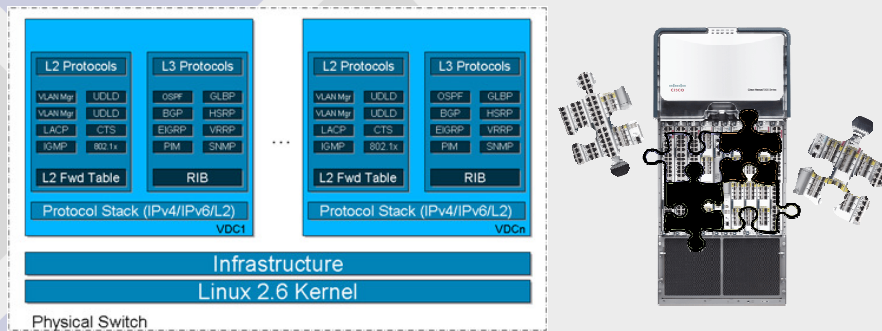 L2 Protocols
L3 Protocols
VLAN Mgr UDLD
VLAN Mgr UDLD
LACP CTS
IGMP 802.1x
OSPF GLBP
BGP HSRP
EIGRP VRRP
PIM SNMP
L2 Fwd Table
RIB
Protocol Stack (IPv4/IPv6/L2)
VDC1
...
L2 Protocols
L3 Protocols
VLAN Mgr UDLD
VLAN Mgr UDLD
LACP CTS
IGMP 802.1x
OSPF GLBP
BGP HSRP
EIGRP VRRP
PIM SNMP
L2 Fwd Table
RIB
Protocol Stack (IPv4/IPv6/L2)
VDCn
Infrastructure
Linux 2.6 Kernel
Physical Switch